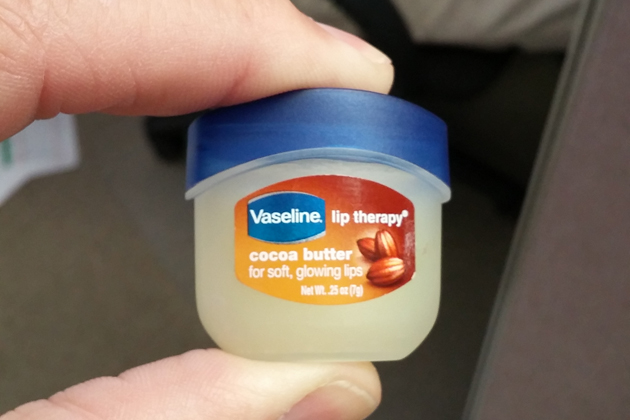 Vaseline. lip therapy®
cocoa butter
for soft, glowing lips
Net Wt. .25 oz (7g)